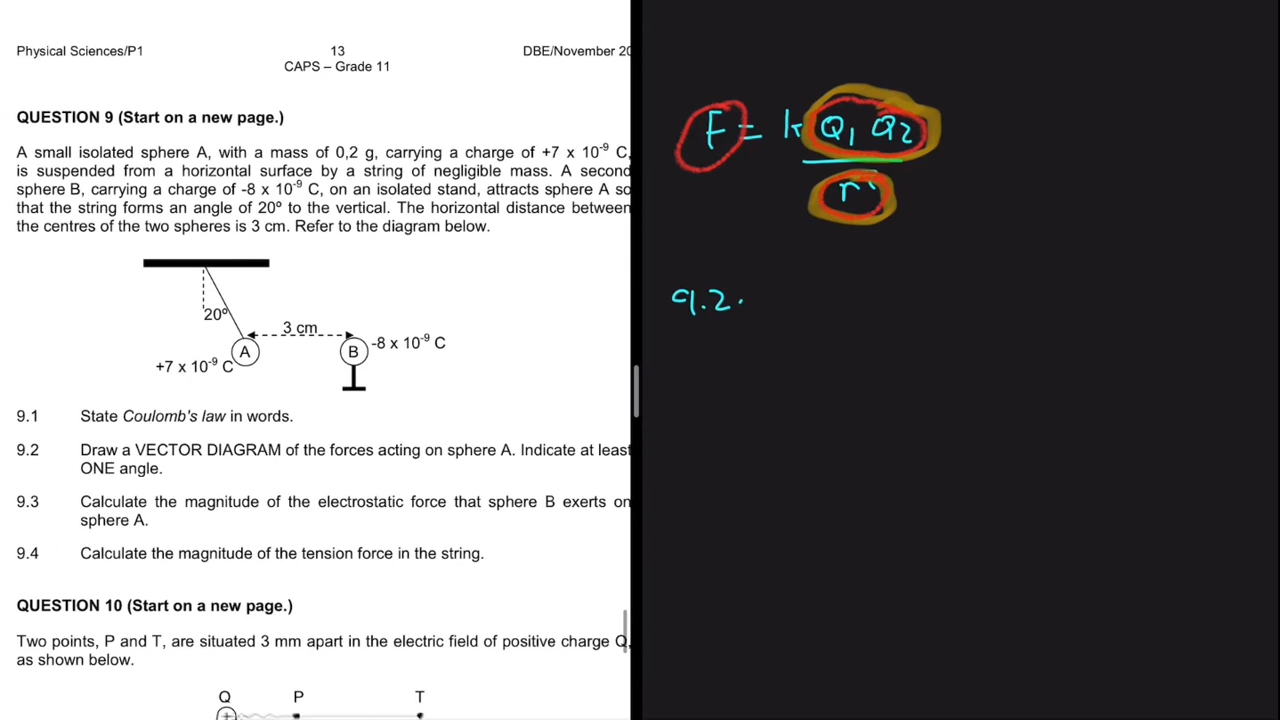 Physical Sciences/P1 13 DBE/November 20
CAPS – Grade 11
QUESTION 9 (Start on a new page.)
A small isolated sphere A, with a mass of 0,2 g, carrying a charge of +7 x 10⁻⁹ C,
is suspended from a horizontal surface by a string of negligible mass. A second
sphere B, carrying a charge of -8 x 10⁻⁹ C, on an isolated stand, attracts sphere A so
that the string forms an angle of 20º to the vertical. The horizontal distance between
the centres of the two spheres is 3 cm. Refer to the diagram below.
20º
3 cm
A
B
-8 x 10⁻⁹ C
+7 x 10⁻⁹ C
9.1 State Coulomb's law in words.
9.2 Draw a VECTOR DIAGRAM of the forces acting on sphere A. Indicate at least
ONE angle.
9.3 Calculate the magnitude of the electrostatic force that sphere B exerts on
sphere A.
9.4 Calculate the magnitude of the tension force in the string.
QUESTION 10 (Start on a new page.)
Two points, P and T, are situated 3 mm apart in the electric field of positive charge Q,
as shown below.
Q P T
+
F = k Q₁ Q₂
r
9.2.